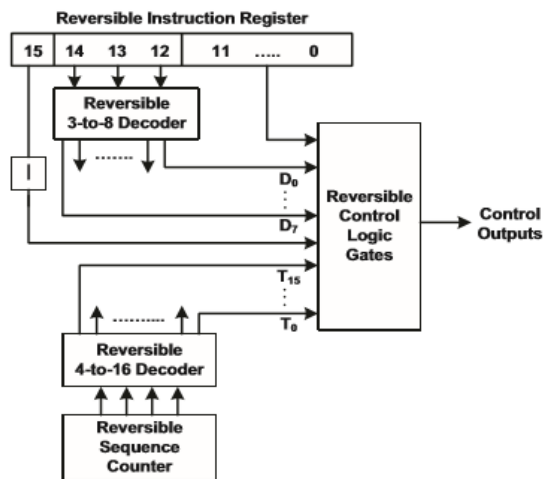 Reversible Instruction Register
15 14 13 12 11 ..... 0
Reversible
3-to-8 Decoder
........
I
D0
D7
Reversible
Control
Logic
Gates
Control
Outputs
T15
T0
..........
Reversible
4-to-16 Decoder
Reversible
Sequence
Counter